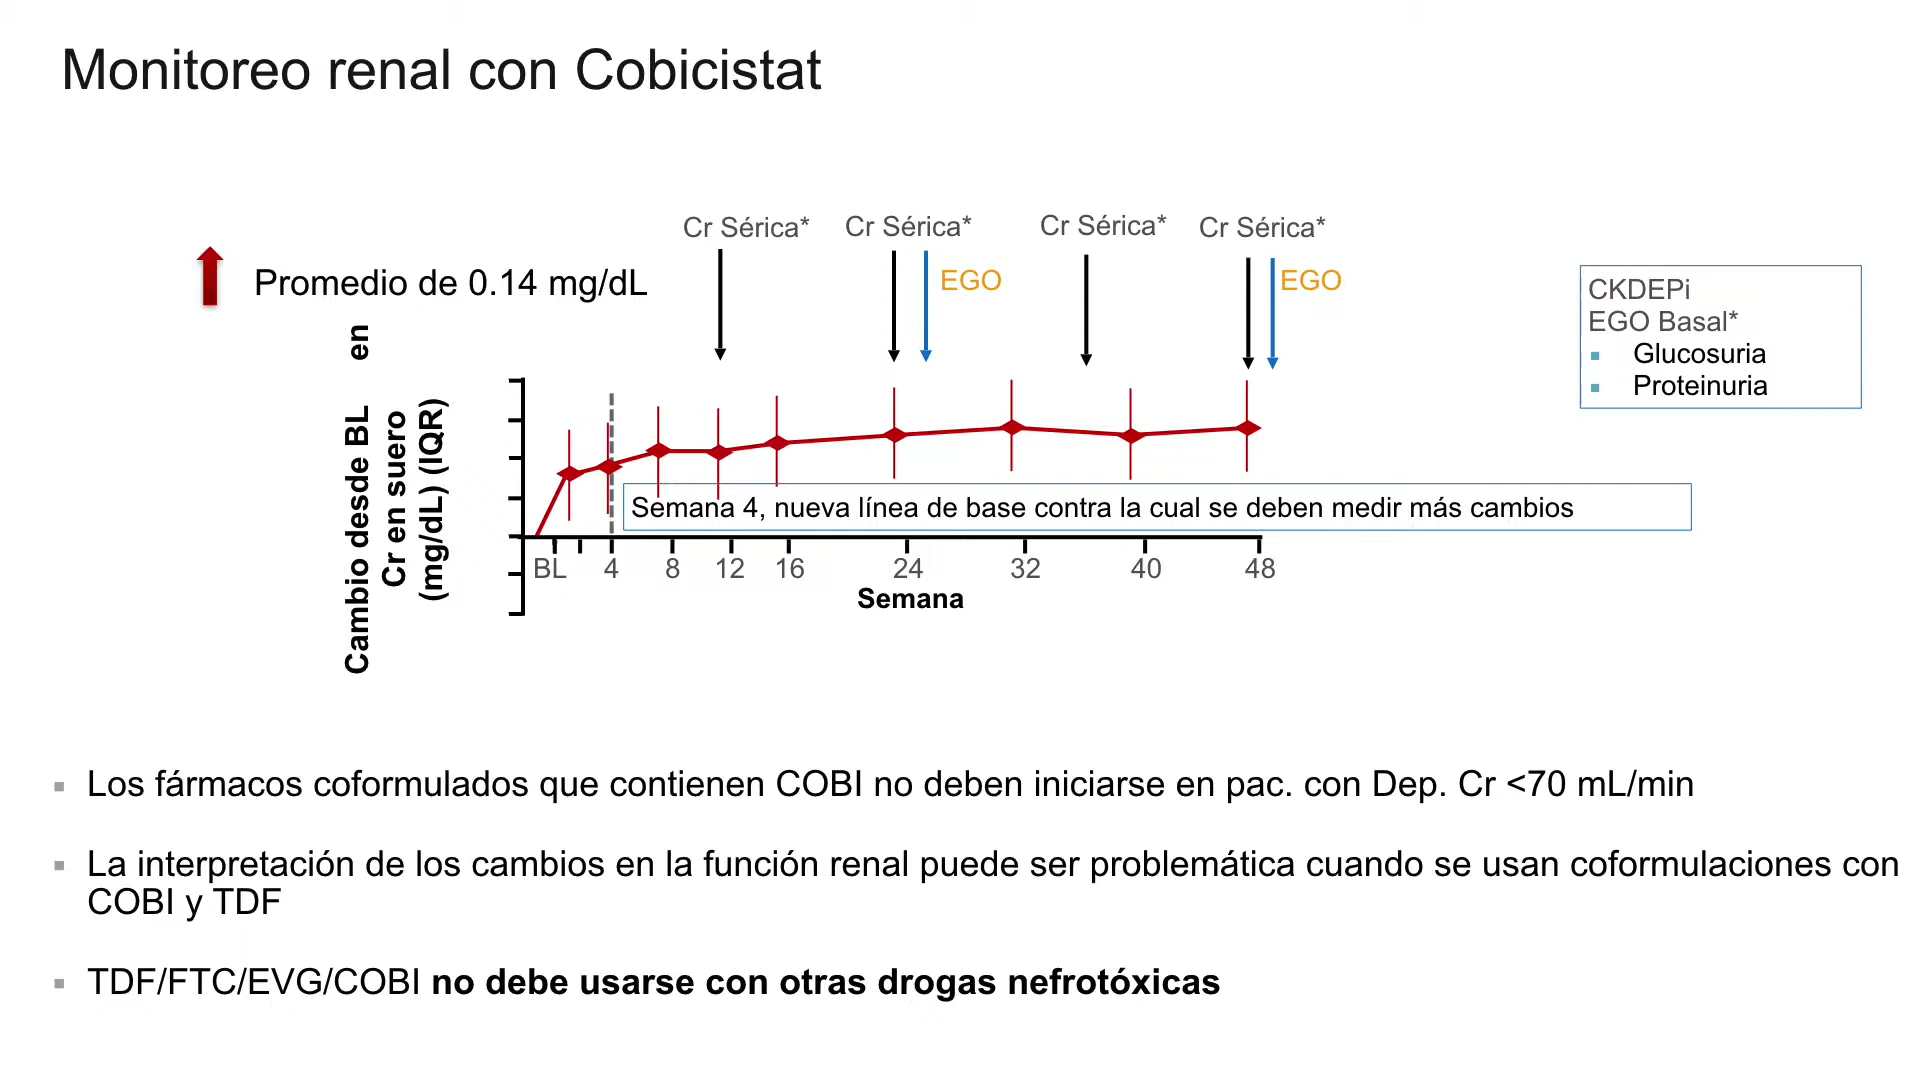 Monitoreo renal con Cobicistat
Cr Sérica* Cr Sérica* Cr Sérica* Cr Sérica*
Promedio de 0.14 mg/dL
EGO EGO
CKDEPi
EGO Basal*
Glucosuria
Proteinuria
Cambio desde BL en
Cr en suero
(mg/dL) (IQR)
Semana 4, nueva línea de base contra la cual se deben medir más cambios
BL 4 8 12 16 24 32 40 48
Semana
Los fármacos coformulados que contienen COBI no deben iniciarse en pac. con Dep. Cr <70 mL/min
La interpretación de los cambios en la función renal puede ser problemática cuando se usan coformulaciones con
COBI y TDF
TDF/FTC/EVG/COBI no debe usarse con otras drogas nefrotóxicas